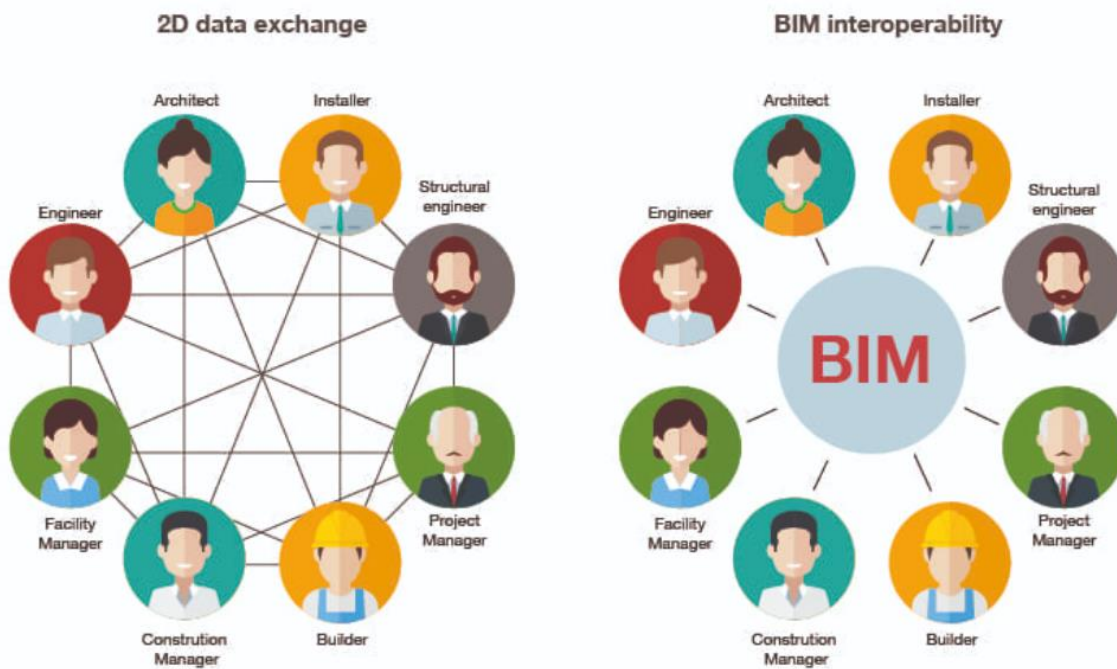 2D data exchange
BIM interoperability
Architect
Installer
Structural
engineer
Engineer
Facility
Manager
Project
Manager
Constrution
Manager
Builder
Architect
Installer
Structural
engineer
Engineer
BIM
Facility
Manager
Project
Manager
Constrution
Manager
Builder